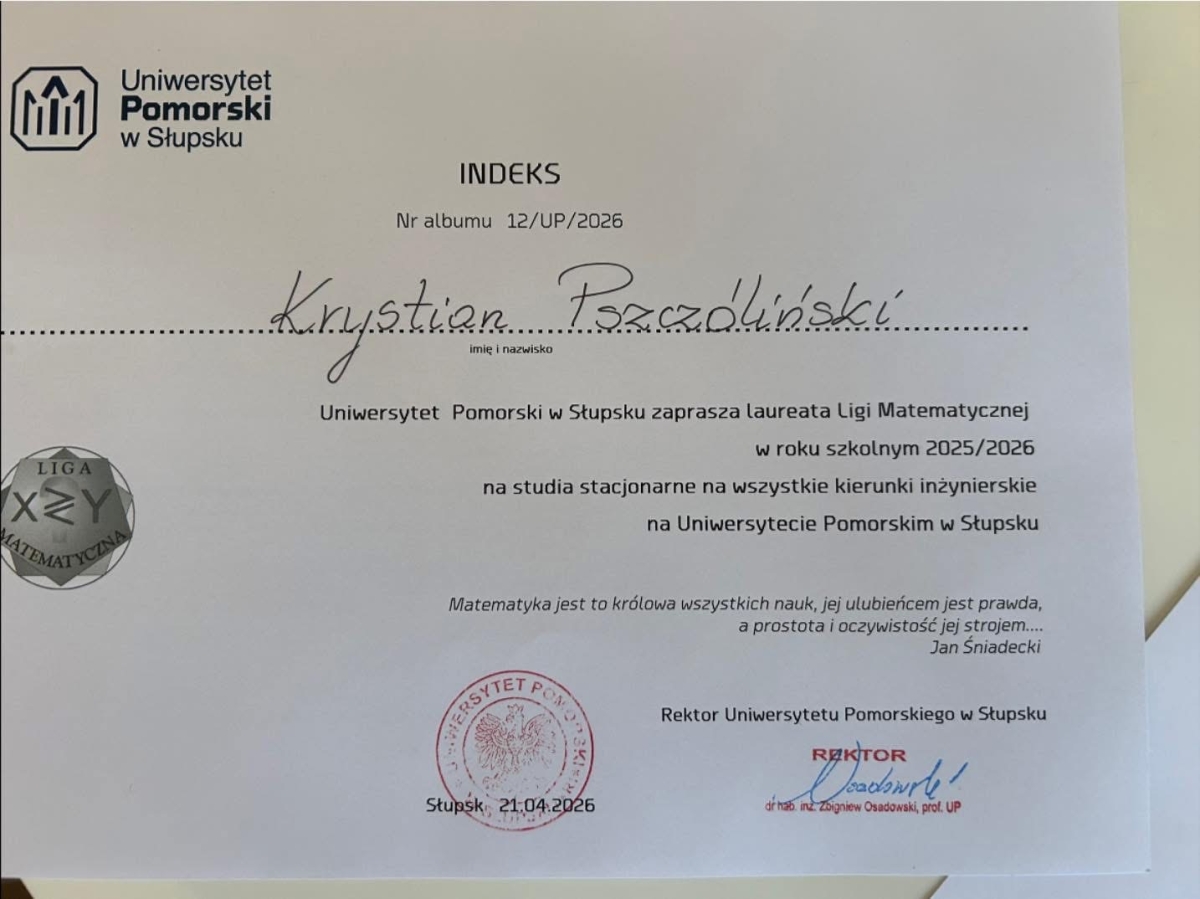 Uniwersytet
Pomorski
w Słupsku
INDEKS
Nr albumu 12/UP/2026
Krystian Pszczóliński
imię i nazwisko
Uniwersytet Pomorski w Słupsku zaprasza laureata Ligi Matematycznej
w roku szkolnym 2025/2026
na studia stacjonarne na wszystkie kierunki inżynierskie
na Uniwersytecie Pomorskim w Słupsku
LIGA
X≷Y
MATEMATYCZNA
Matematyka jest to królowa wszystkich nauk, jej ulubieńcem jest prawda,
a prostota i oczywistość jej strojem....
Jan Śniadecki
UNIWERSYTET POMORSKI
Rektor Uniwersytetu Pomorskiego w Słupsku
REKTOR
Osadowski
dr hab. inż. Zbigniew Osadowski, prof. UP
Słupsk, 21.04.2026